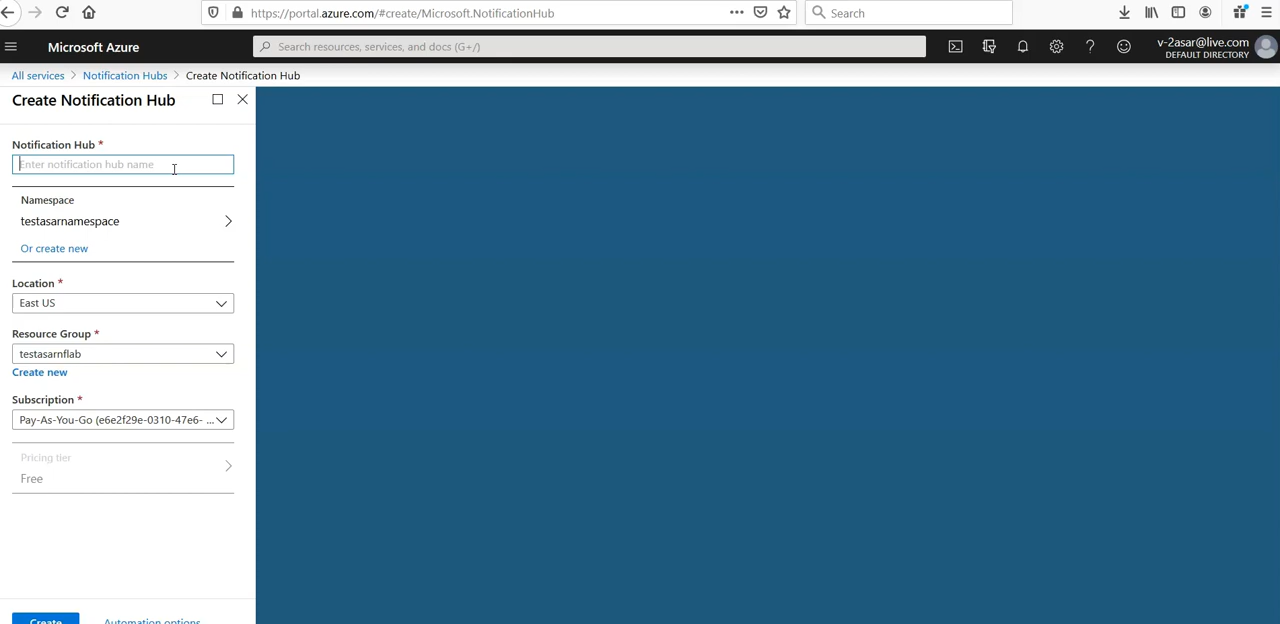 https://portal.azure.com/#create/Microsoft.NotificationHub
Search
Microsoft Azure
Search resources, services, and docs (G+/)
v-2asar@live.com
DEFAULT DIRECTORY
All services > Notification Hubs > Create Notification Hub
Create Notification Hub
Notification Hub *
Enter notification hub name
Namespace
testasarnamespace
Or create new
Location *
East US
Resource Group *
testasarnflab
Create new
Subscription *
Pay-As-You-Go (e6e2f29e-0310-47e6- ...
Pricing tier
Free
Create
Automation options